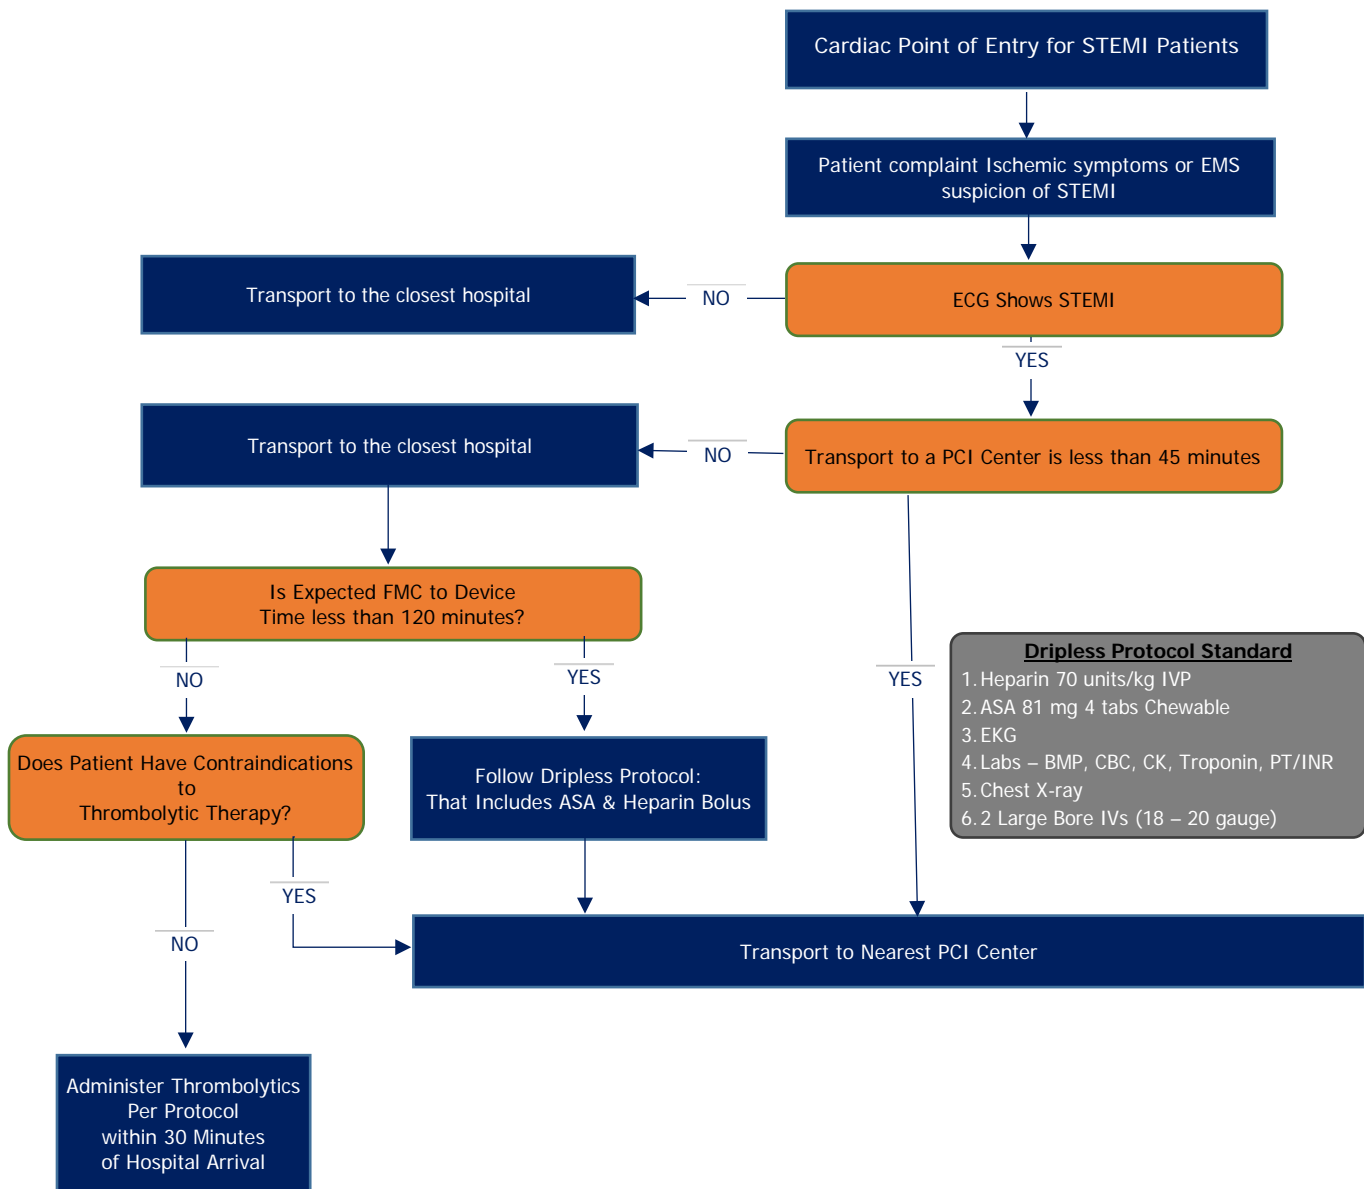 Cardiac Point of Entry for STEMI Patients
Patient complaint Ischemic symptoms or EMS
suspicion of STEMI
Transport to the closest hospital
NO
ECG Shows STEMI
YES
Transport to the closest hospital
NO
Transport to a PCI Center is less than 45 minutes
Is Expected FMC to Device
Time less than 120 minutes?
NO
YES
YES
Dripless Protocol Standard
1. Heparin 70 units/kg IVP
2. ASA 81 mg 4 tabs Chewable
3. EKG
4. Labs – BMP, CBC, CK, Troponin, PT/INR
5. Chest X-ray
6. 2 Large Bore IVs (18 – 20 gauge)
Does Patient Have Contraindications
to
Thrombolytic Therapy?
Follow Dripless Protocol:
That Includes ASA & Heparin Bolus
YES
NO
Transport to Nearest PCI Center
Administer Thrombolytics
Per Protocol
within 30 Minutes
of Hospital Arrival